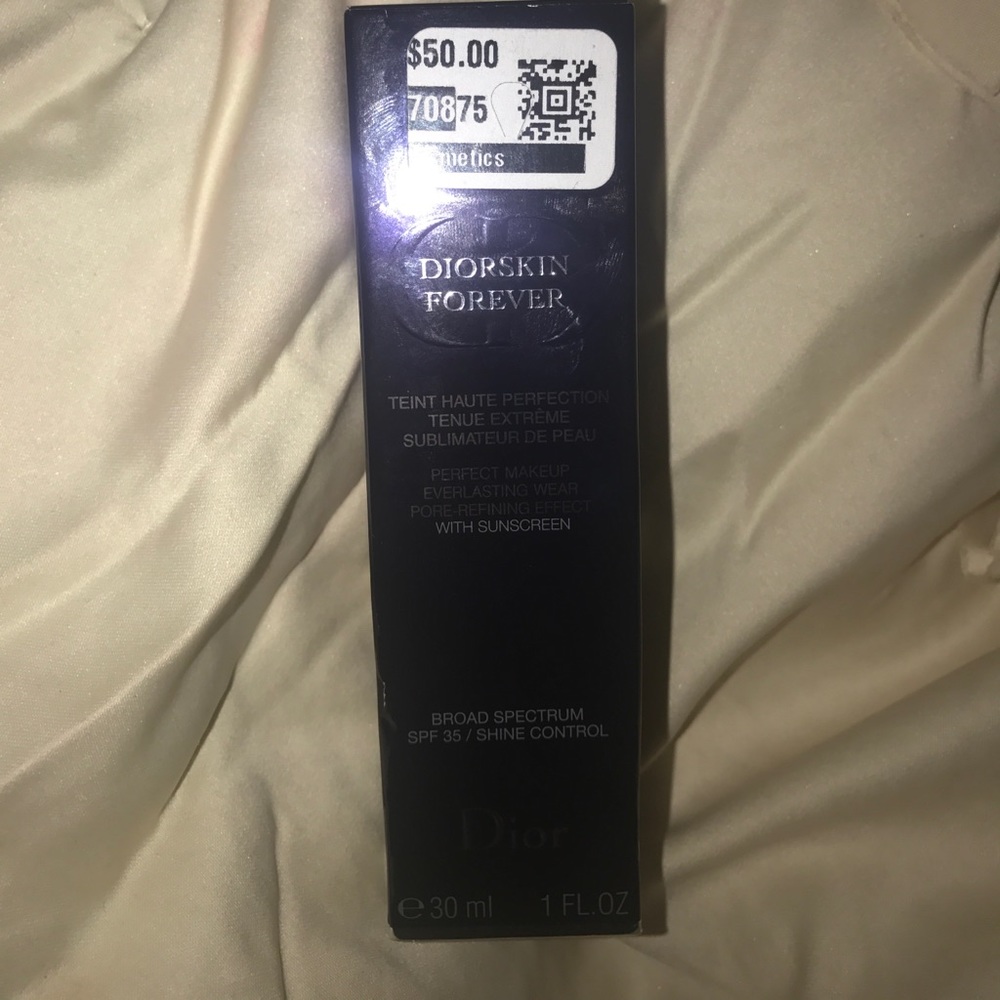 $50.00
70875
metics
DIORSKIN
FOREVER
TEINT HAUTE PERFECTION
TENUE EXTRÊME
SUBLIMATEUR DE PEAU
PERFECT MAKEUP
EVERLASTING WEAR
PORE-REFINING EFFECT
WITH SUNSCREEN
BROAD SPECTRUM
SPF 35 / SHINE CONTROL
Dior
e 30 ml 1 FL.OZ